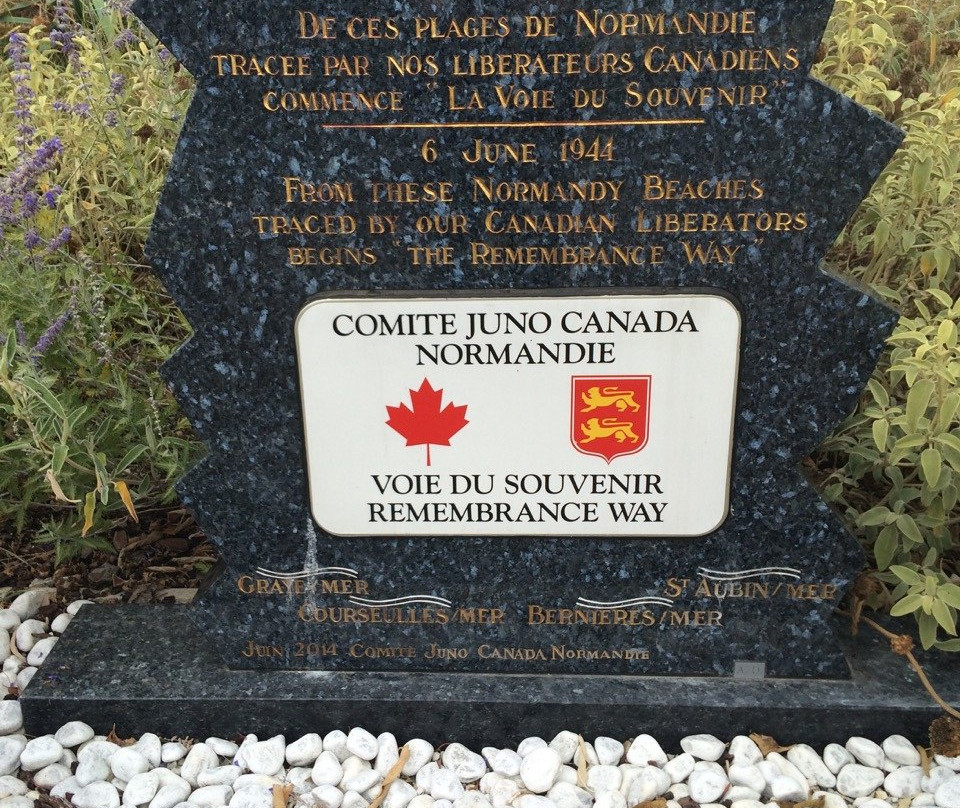 DE CES PLAGES DE NORMANDIE
TRACEE PAR NOS LIBERATEURS CANADIENS
COMMENCE "LA VOIE DU SOUVENIR"
6 JUNE 1944
FROM THESE NORMANDY BEACHES
TRACED BY OUR CANADIAN LIBERATORS
BEGINS "THE REMEMBRANCE WAY"
COMITE JUNO CANADA
NORMANDIE
VOIE DU SOUVENIR
REMEMBRANCE WAY
GRAYE/MER ST AUBIN/MER
COURSEULLES/MER BERNIERES/MER
JUIN 2014 COMITE JUNO CANADA NORMANDIE